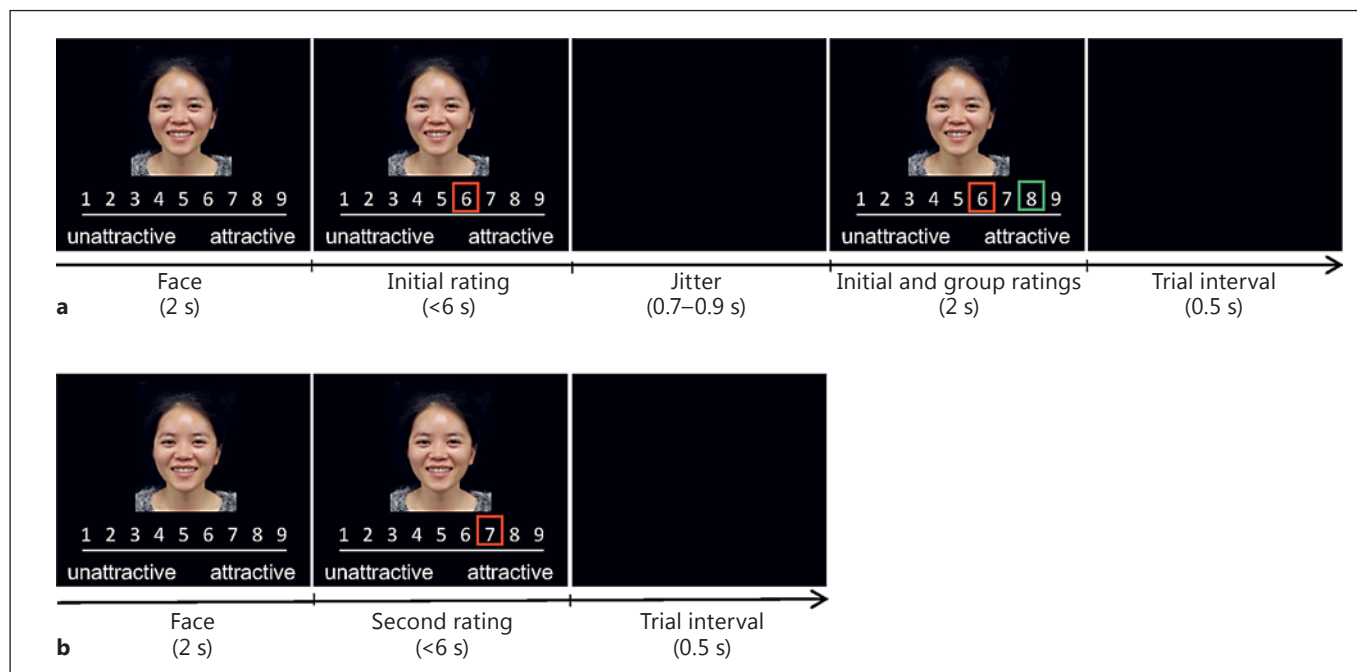 1 2 3 4 5 6 7 8 9
unattractive attractive
1 2 3 4 5 6 7 8 9
unattractive attractive
1 2 3 4 5 6 7 8 9
unattractive attractive
Face
(2 s)
Initial rating
(<6 s)
Jitter
(0.7–0.9 s)
Initial and group ratings
(2 s)
Trial interval
(0.5 s)
a
1 2 3 4 5 6 7 8 9
unattractive attractive
1 2 3 4 5 6 7 8 9
unattractive attractive
Face
(2 s)
Second rating
(<6 s)
Trial interval
(0.5 s)
b